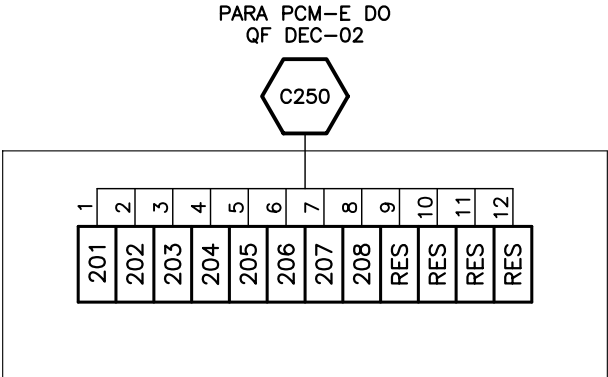 PARA PCM-E DO
QF DEC-02
C250
1 2 3 4 5 6 7 8 9 10 11 12
201 202 203 204 205 206 207 208 RES RES RES RES